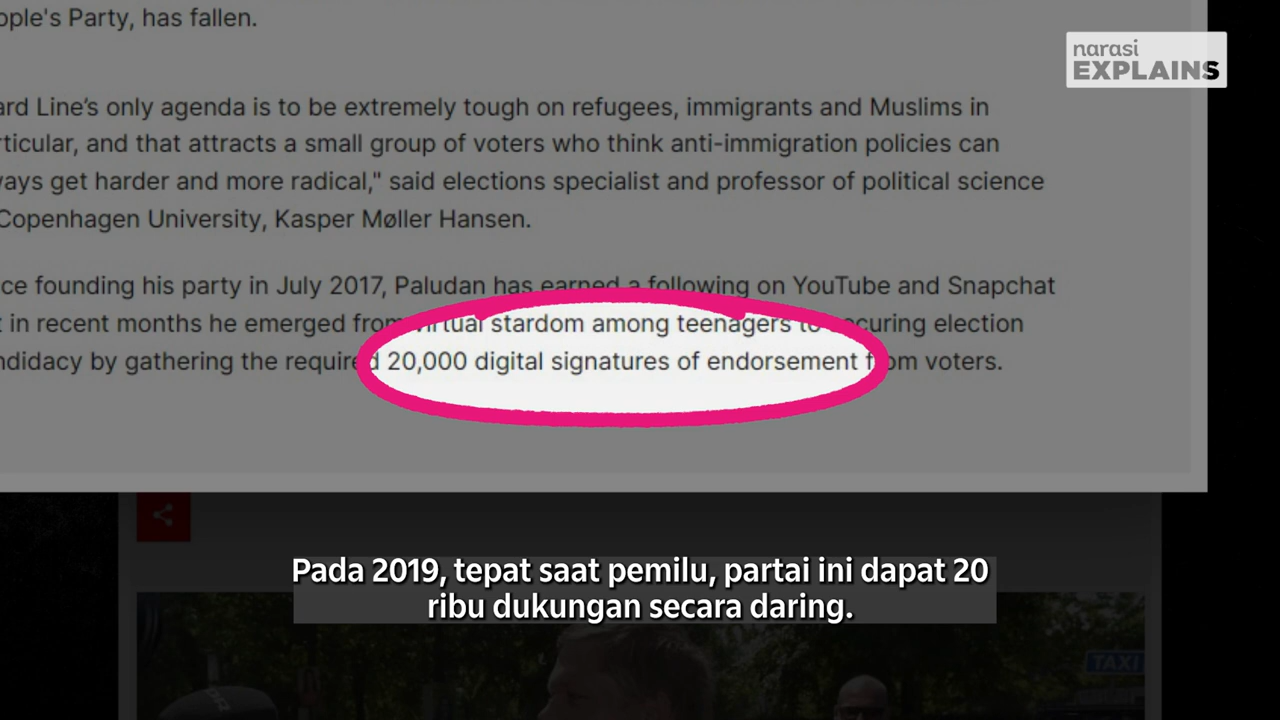 ople's Party, has fallen.
narasi
EXPLAINS
ard Line's only agenda is to be extremely tough on refugees, immigrants and Muslims in
rticular, and that attracts a small group of voters who think anti-immigration policies can
ways get harder and more radical," said elections specialist and professor of political science
Copenhagen University, Kasper Møller Hansen.
ce founding his party in July 2017, Paludan has earned a following on YouTube and Snapchat
t in recent months he emerged from virtual stardom among teenagers to securing election
ndidacy by gathering the required 20,000 digital signatures of endorsement from voters.
Pada 2019, tepat saat pemilu, partai ini dapat 20
ribu dukungan secara daring.
TAXI